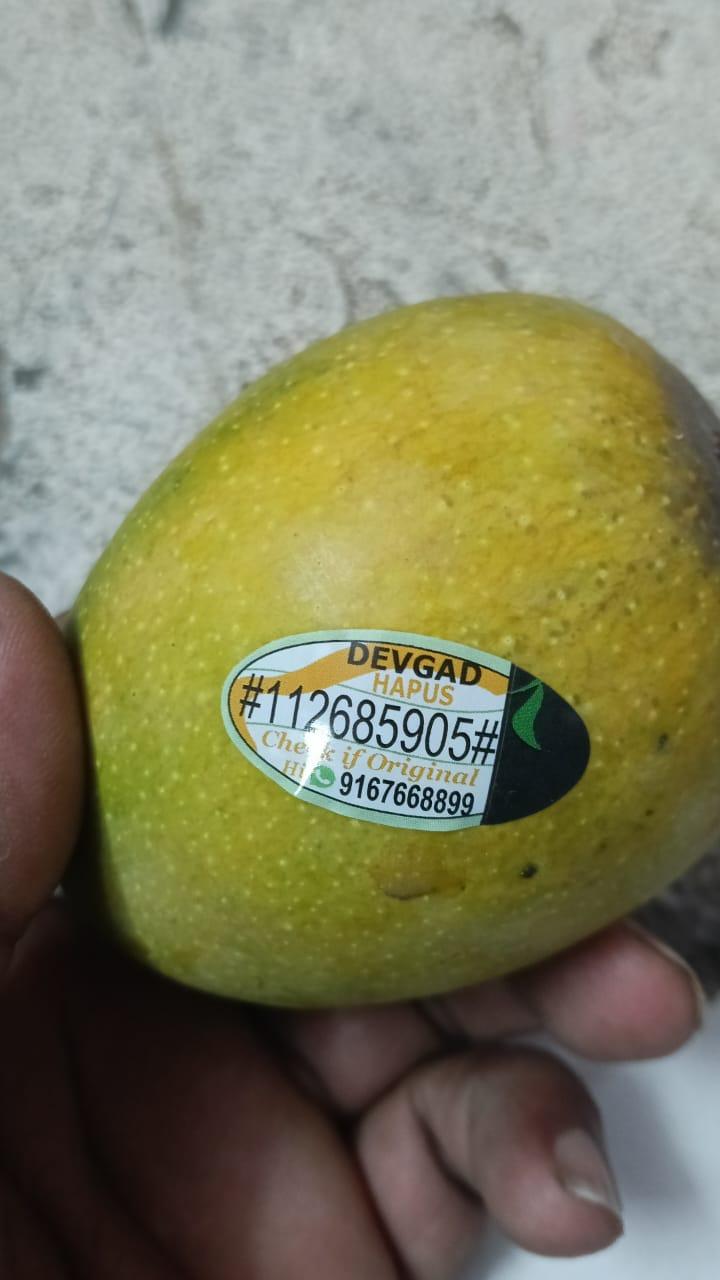 DEVGAD
HAPUS
#112685905#
Check if Original
Hi 9167668899